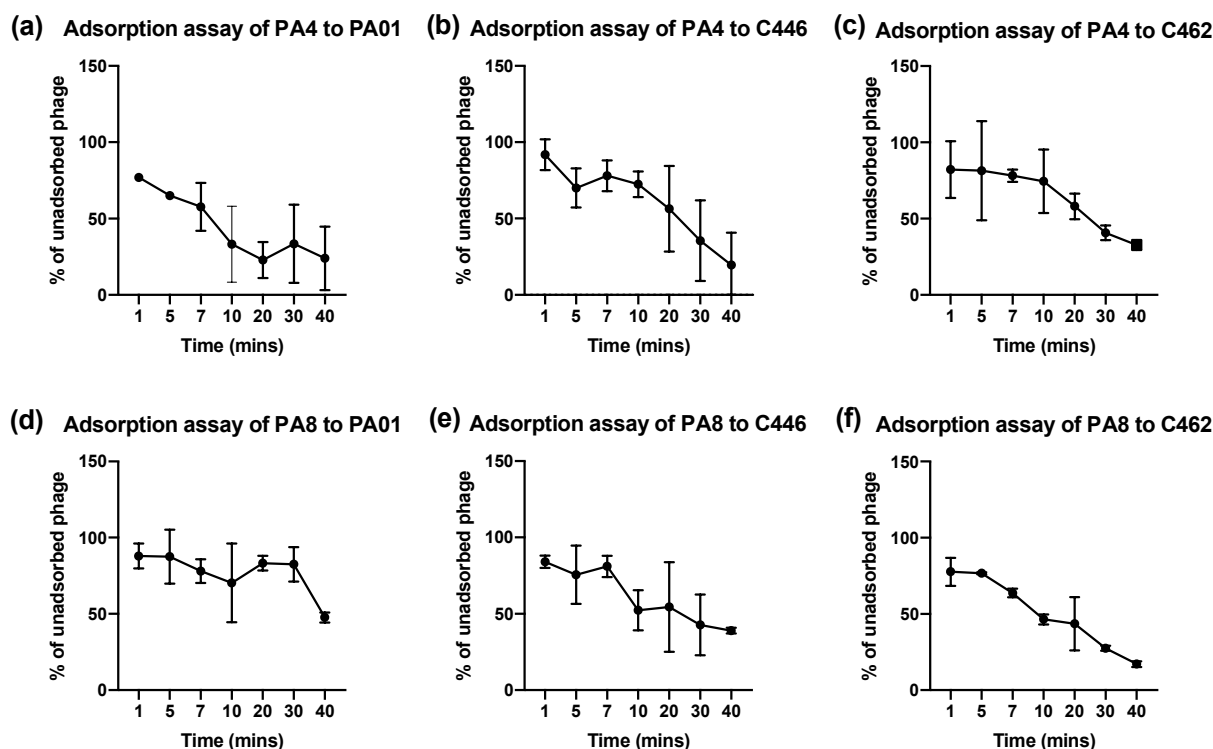 (a) Adsorption assay of PA4 to PA01
% of unadsorbed phage
150
100
50
0
1 5 7 10 20 30 40
Time (mins)
(b) Adsorption assay of PA4 to C446
% of unadsorbed phage
150
100
50
0
1 5 7 10 20 30 40
Time (mins)
(c) Adsorption assay of PA4 to C462
% of unadsorbed phage
150
100
50
0
1 5 7 10 20 30 40
Time (mins)
(d) Adsorption assay of PA8 to PA01
% of unadsorbed phage
150
100
50
0
1 5 7 10 20 30 40
Time (mins)
(e) Adsorption assay of PA8 to C446
% of unadsorbed phage
150
100
50
0
1 5 7 10 20 30 40
Time (mins)
(f) Adsorption assay of PA8 to C462
% of unadsorbed phage
150
100
50
0
1 5 7 10 20 30 40
Time (mins)